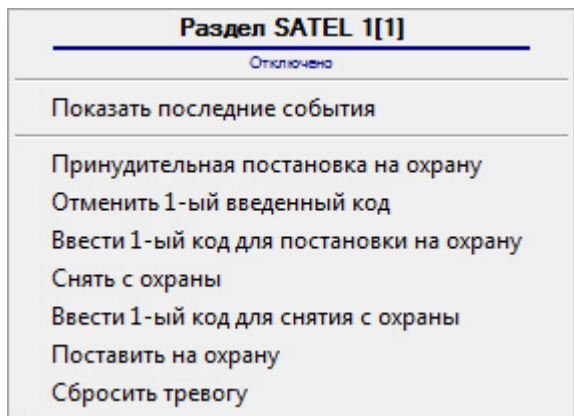 Раздел SATEL 1[1]
Отключено
Показать последние события
Принудительная постановка на охрану
Отменить 1-ый введенный код
Ввести 1-ый код для постановки на охрану
Снять с охраны
Ввести 1-ый код для снятия с охраны
Поставить на охрану
Сбросить тревогу